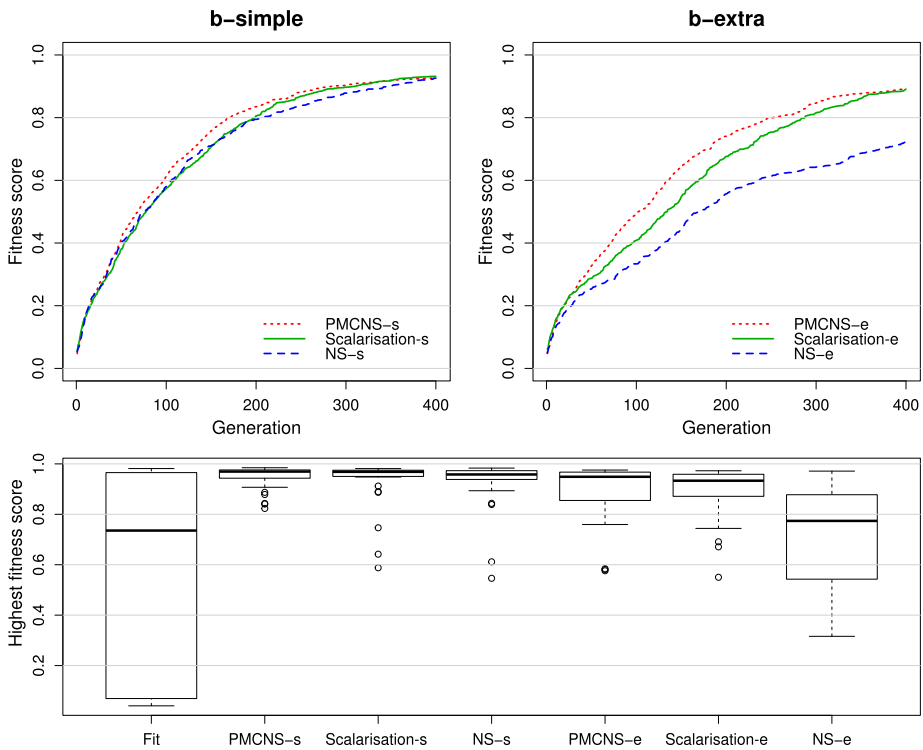 b−simple
Fitness score
1.0
0.8
0.6
0.4
0.2
0.0
PMCNS−s
Scalarisation−s
NS−s
0 100 200 300 400
Generation
b−extra
Fitness score
1.0
0.8
0.6
0.4
0.2
0.0
PMCNS−e
Scalarisation−e
NS−e
0 100 200 300 400
Generation
Highest fitness score
1.0
0.8
0.6
0.4
0.2
Fit PMCNS−s Scalarisation−s NS−s PMCNS−e Scalarisation−e NS−e